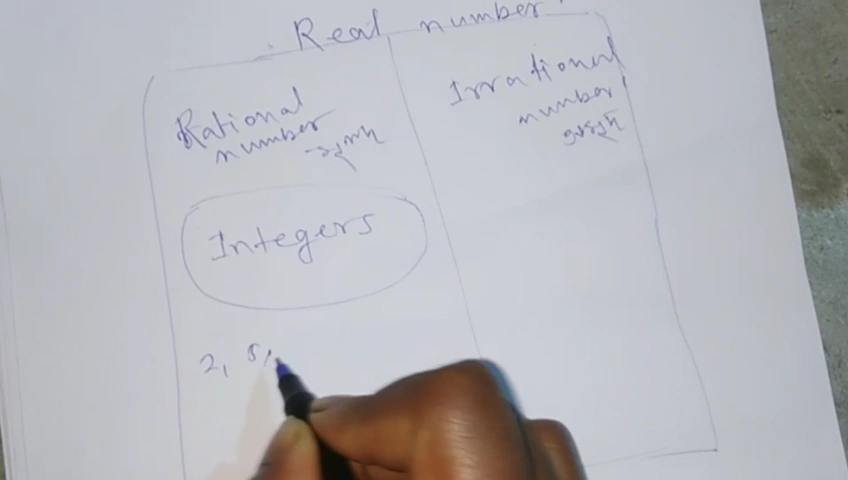 Real number
Rational
number
Irrational
number
Integers
2, 5,